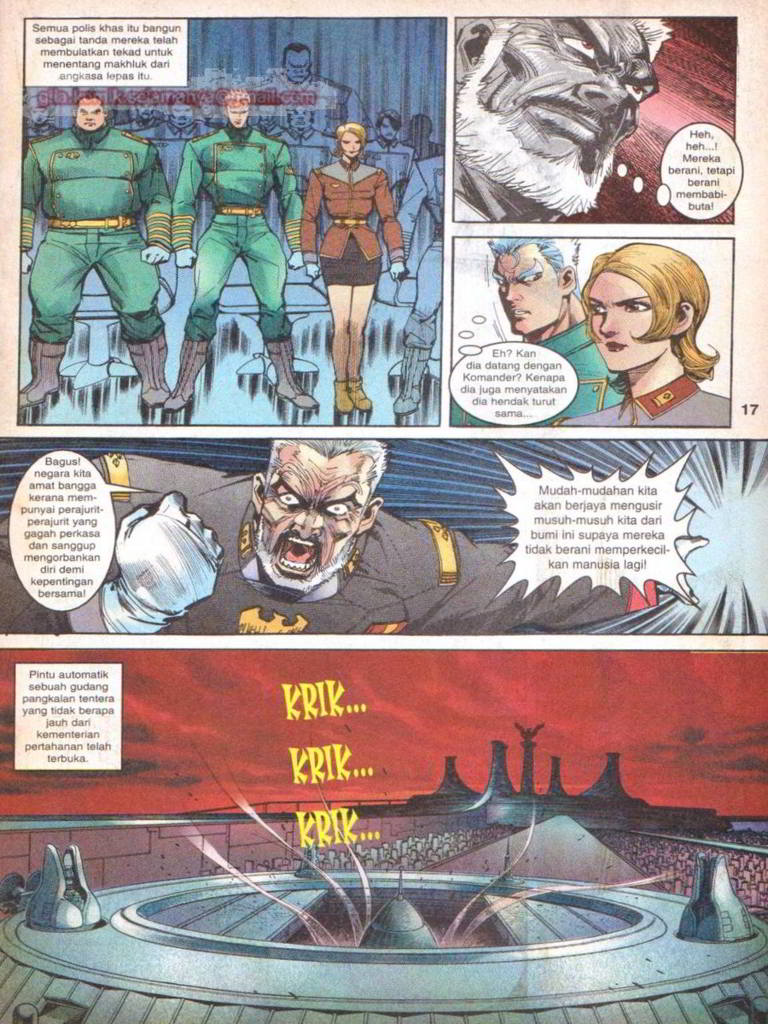 Semua polis khas itu bangun
sebagai tanda mereka telah
membulatkan tekad untuk
menentang makhluk dari
angkasa lepas itu.
Heh,
heh...!
Mereka
berani, tetapi
berani
membabi-
buta!
Eh? Kan
dia datang dengan
Komander? Kenapa
dia juga menyatakan
dia hendak turut
sama...
17
Bagus!
negara kita
amat bangga
kerana mem-
punyai perajurit-
perajurit yang
gagah perkasa
dan sanggup
mengorbankan
diri demi
kepentingan
bersama!
Mudah-mudahan kita
akan berjaya mengusir
musuh-musuh kita dari
bumi ini supaya mereka
tidak berani memperkecil-
kan manusia lagi!
Pintu automatik
sebuah gudang
pangkalan tentera
yang tidak berapa
jauh dari
kementerian
pertahanan telah
terbuka.
KRIK...
KRIK...
KRIK...